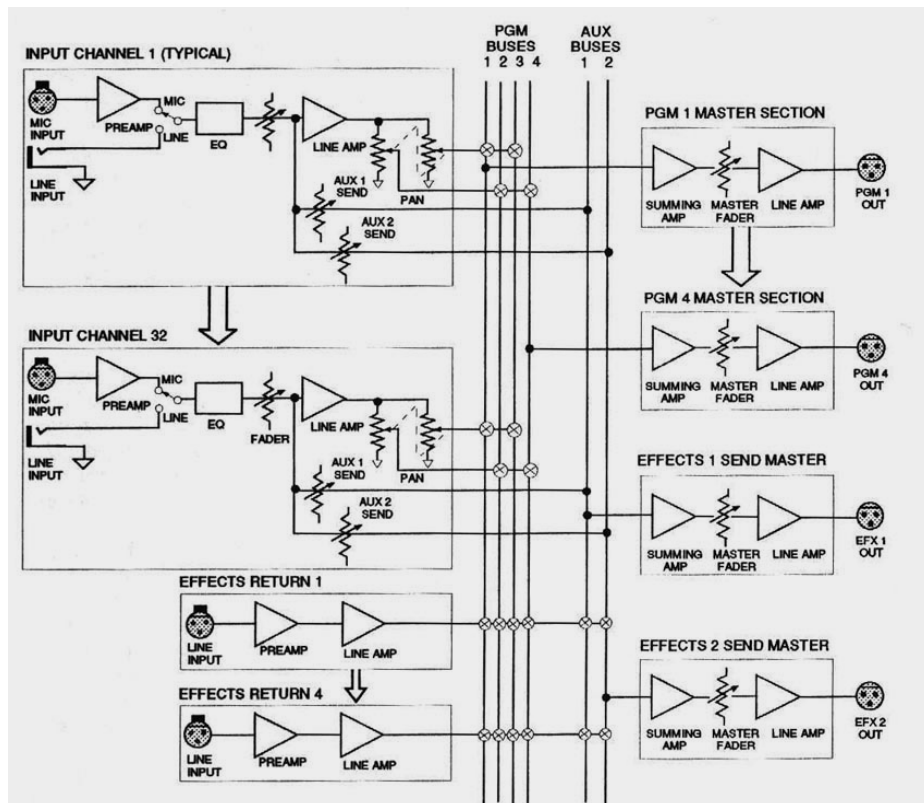 PGM
BUSES
1 2 3 4
AUX
BUSES
1 2
INPUT CHANNEL 1 (TYPICAL)
MIC
INPUT
PREAMP
MIC
LINE
EQ
LINE AMP
LINE
INPUT
AUX 1
SEND
PAN
AUX 2
SEND
INPUT CHANNEL 32
MIC
INPUT
PREAMP
MIC
LINE
EQ
FADER
LINE AMP
LINE
INPUT
AUX 1
SEND
PAN
AUX 2
SEND
EFFECTS RETURN 1
LINE
INPUT
PREAMP
LINE AMP
EFFECTS RETURN 4
LINE
INPUT
PREAMP
LINE AMP
PGM 1 MASTER SECTION
SUMMING
AMP
MASTER
FADER
LINE AMP
PGM 1
OUT
PGM 4 MASTER SECTION
SUMMING
AMP
MASTER
FADER
LINE AMP
PGM 4
OUT
EFFECTS 1 SEND MASTER
SUMMING
AMP
MASTER
FADER
LINE AMP
EFX 1
OUT
EFFECTS 2 SEND MASTER
SUMMING
AMP
MASTER
FADER
LINE AMP
EFX 2
OUT